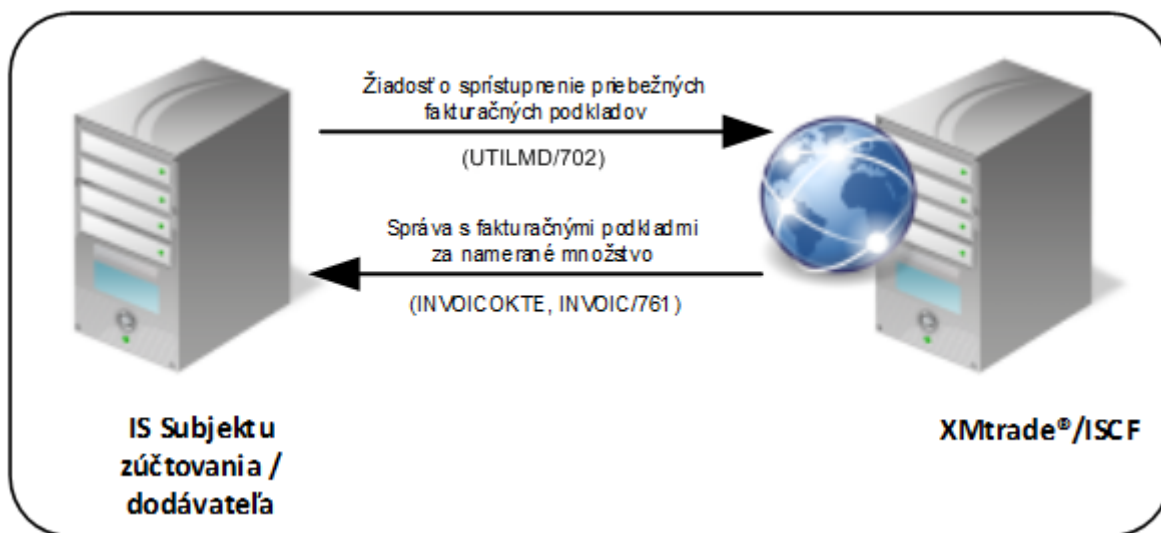 Žiadosť o sprístupnenie priebežných
fakturačných podkladov
(UTILMD/702)
Správa s fakturačnými podkladmi
za namerané množstvo
(INVOICOKTE, INVOIC/761)
IS Subjektu
zúčtovania /
dodávateľa
XMtrade®/ISCF